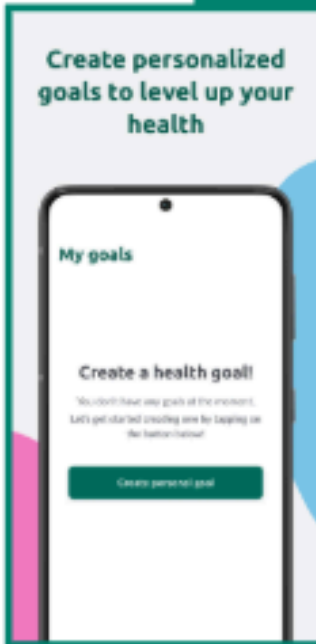 Create personalized
goals to level up your
health
My goals
Create a health goal!
You don't have any goals at the moment.
Let's get started creating one by tapping on
the button below!
Create personal goal